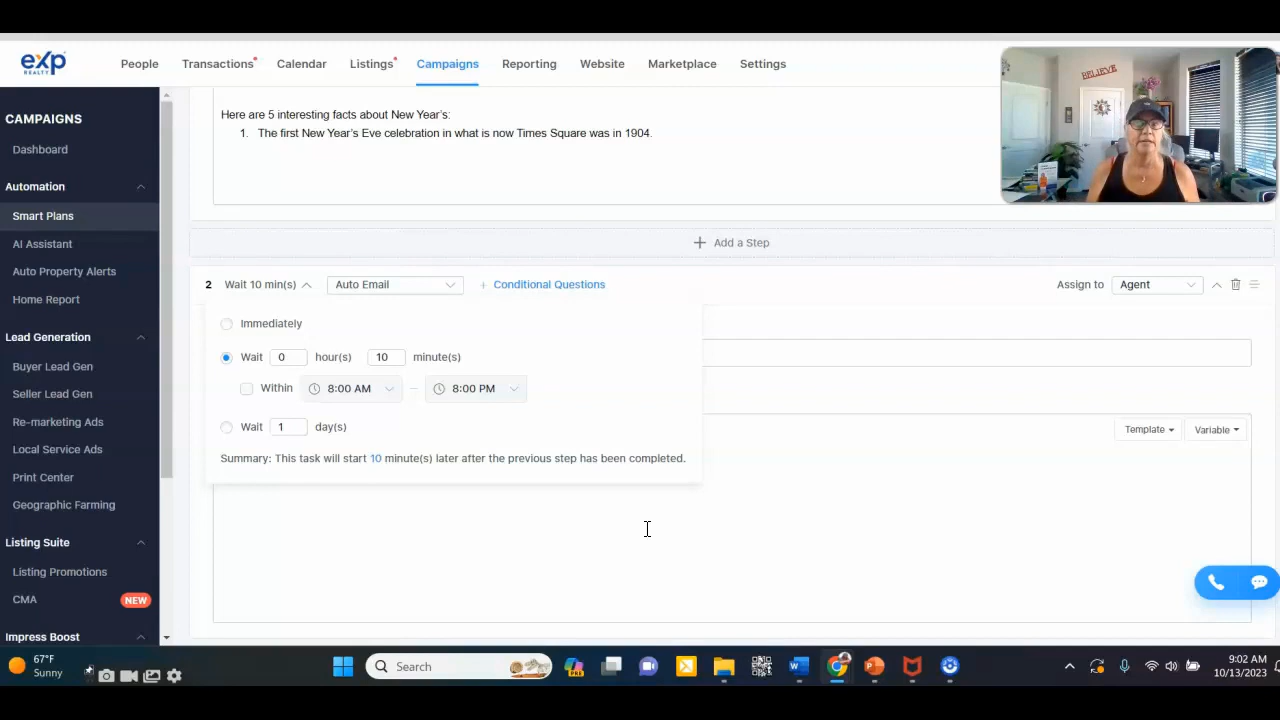 eXp
REALTY
People
Transactions
Calendar
Listings
Campaigns
Reporting
Website
Marketplace
Settings
BELIEVE
CAMPAIGNS
Dashboard
Automation
Smart Plans
AI Assistant
Auto Property Alerts
Home Report
Lead Generation
Buyer Lead Gen
Seller Lead Gen
Re-marketing Ads
Local Service Ads
Print Center
Geographic Farming
Listing Suite
Listing Promotions
CMA NEW
Impress Boost
Here are 5 interesting facts about New Year's:
1. The first New Year's Eve celebration in what is now Times Square was in 1904.
+ Add a Step
2 Wait 10 min(s) Auto Email + Conditional Questions Assign to Agent
Immediately
Wait 0 hour(s) 10 minute(s)
Within 8:00 AM – 8:00 PM
Wait 1 day(s)
Summary: This task will start 10 minute(s) later after the previous step has been completed.
Template Variable
67°F
Sunny
Search
PRE
9:02 AM
10/13/2023